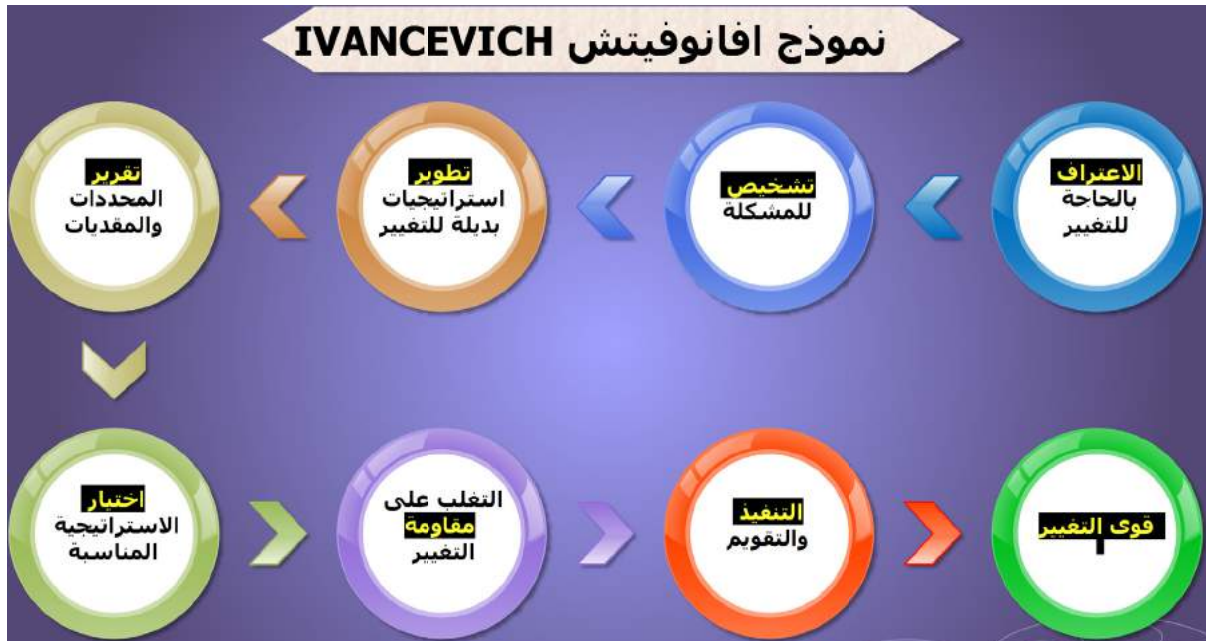 نموذج افانوفيتش IVANCEVICH
الاعتراف
بالحاجة
للتغيير
تشخيص
للمشكلة
تطوير
استراتيجيات
بديلة للتغيير
تقرير
المحددات
والمقديات
اختيار
الاستراتيجية
المناسبة
التغلب على
مقاومة
التغيير
التنفيذ
والتقويم
قوى التغيير